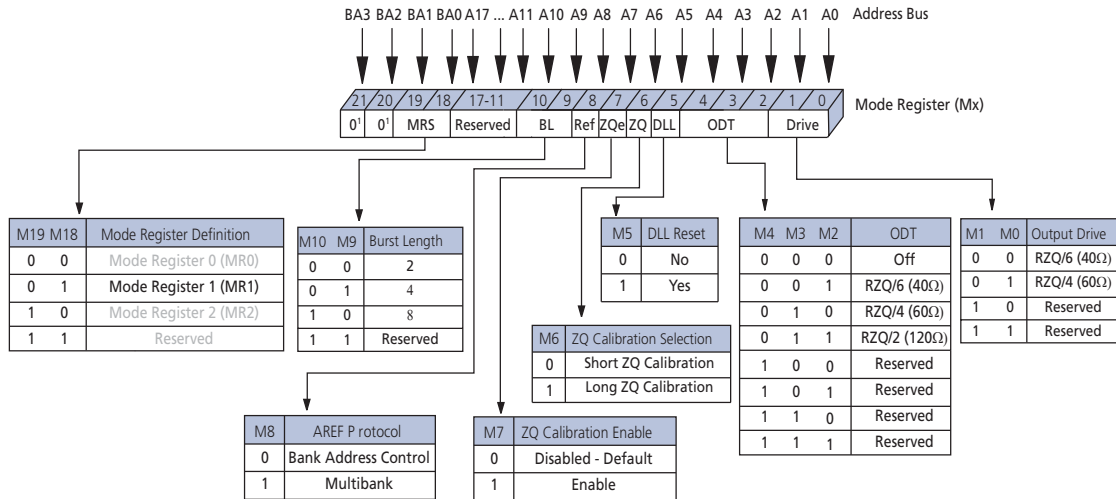 BA3 BA2 BA1 BA0 A17 ... A11 A10 A9 A8 A7 A6 A5 A4 A3 A2 A1 A0 Address Bus
21 20 19 18 17-11 10 9 8 7 6 5 4 3 2 1 0 Mode Register (Mx)
0¹ 0¹ MRS Reserved BL Ref ZQe ZQ DLL ODT Drive
M19 M18 Mode Register Definition
0 0 Mode Register 0 (MR0)
0 1 Mode Register 1 (MR1)
1 0 Mode Register 2 (MR2)
1 1 Reserved
M10 M9 Burst Length
0 0 2
0 1 4
1 0 8
1 1 Reserved
M5 DLL Reset
0 No
1 Yes
M4 M3 M2 ODT
0 0 0 Off
0 0 1 RZQ/6 (40Ω)
0 1 0 RZQ/4 (60Ω)
0 1 1 RZQ/2 (120Ω)
1 0 0 Reserved
1 0 1 Reserved
1 1 0 Reserved
1 1 1 Reserved
M1 M0 Output Drive
0 0 RZQ/6 (40Ω)
0 1 RZQ/4 (60Ω)
1 0 Reserved
1 1 Reserved
M6 ZQ Calibration Selection
0 Short ZQ Calibration
1 Long ZQ Calibration
M8 AREF P rotocol
0 Bank Address Control
1 Multibank
M7 ZQ Calibration Enable
0 Disabled - Default
1 Enable